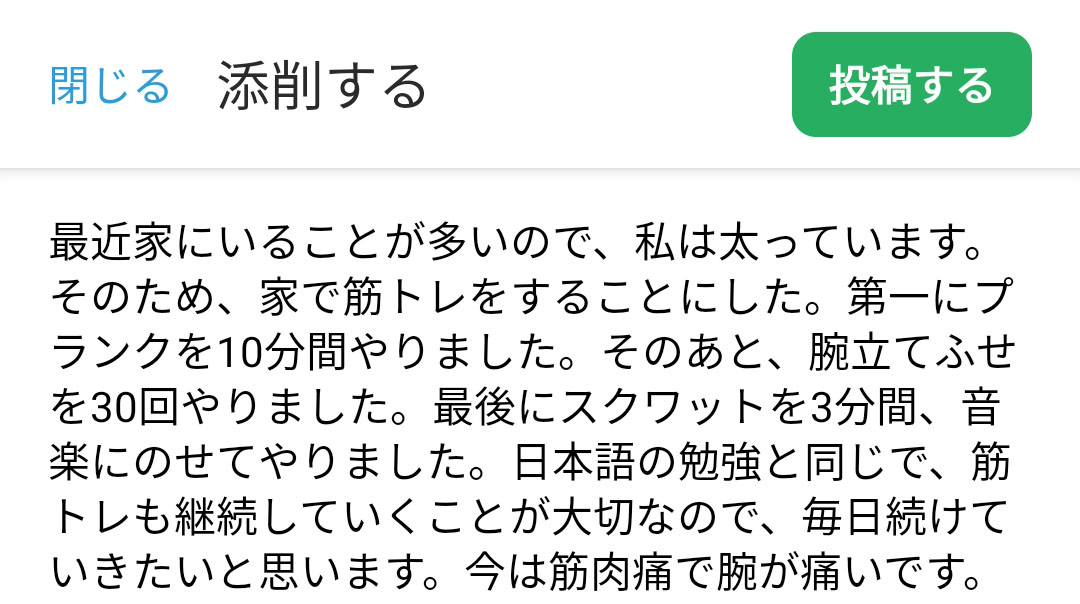 閉じる 添削する 投稿する
最近家にいることが多いので、私は太っています。
そのため、家で筋トレをすることにした。第一にプ
ランクを10分間やりました。そのあと、腕立てふせ
を30回やりました。最後にスクワットを3分間、音
楽にのせてやりました。日本語の勉強と同じで、筋
トレも継続していくことが大切なので、毎日続けて
いきたいと思います。今は筋肉痛で腕が痛いです。